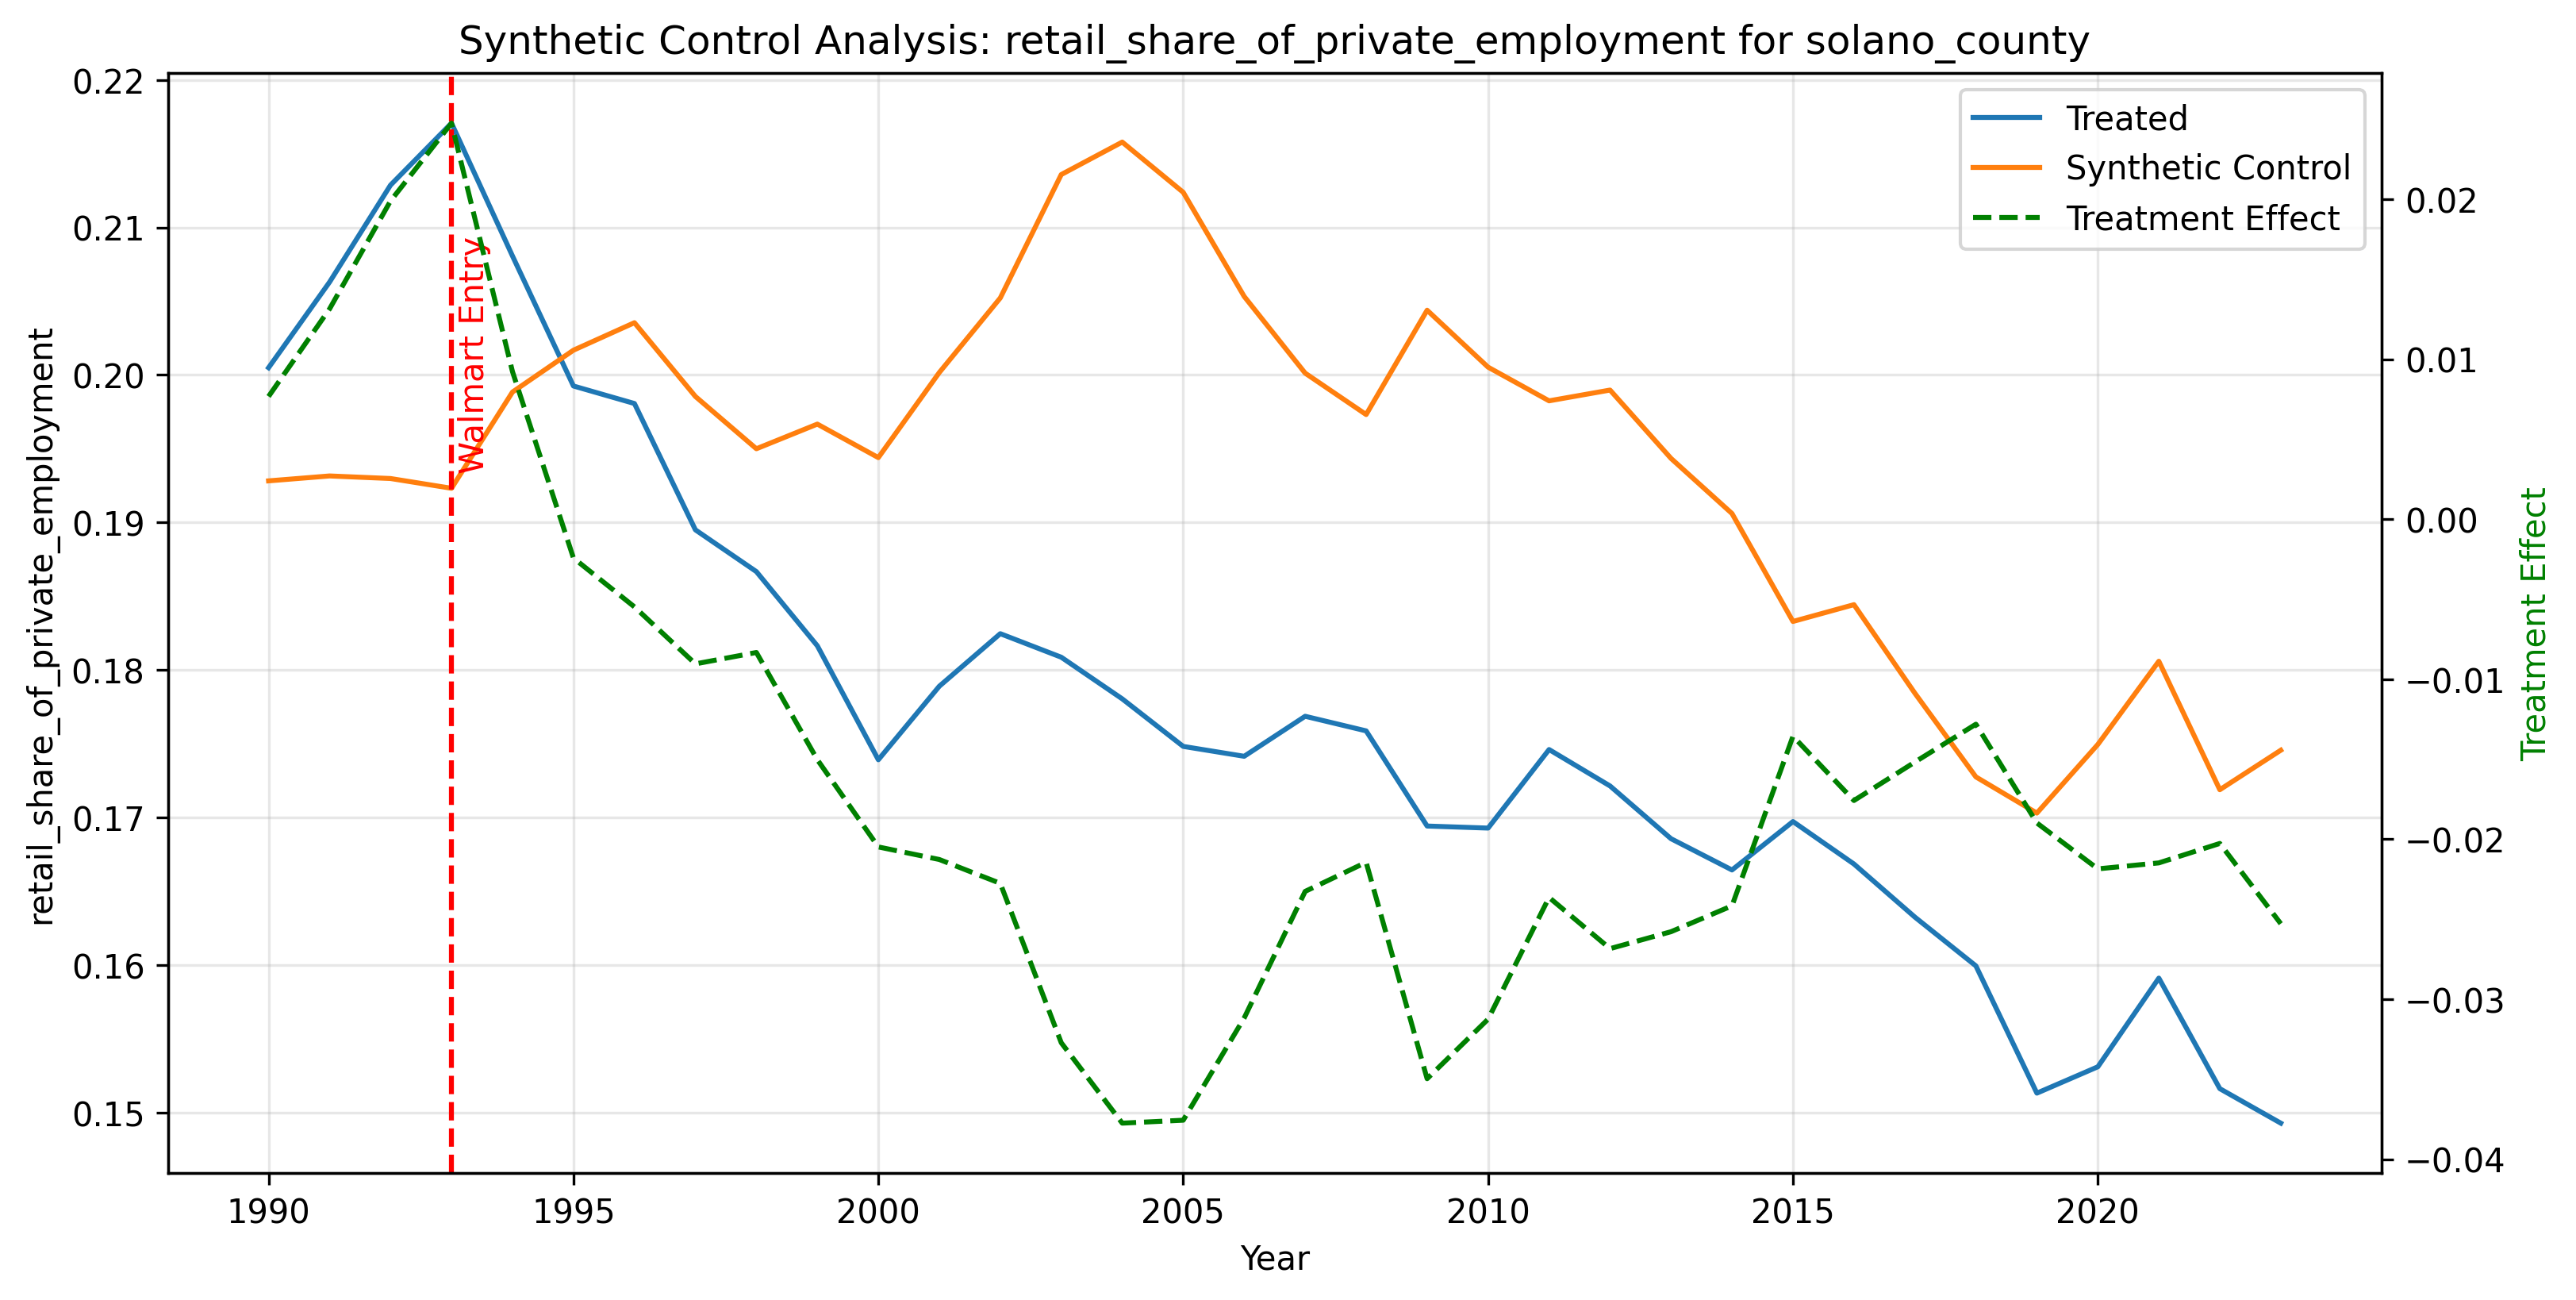 Synthetic Control Analysis: retail_share_of_private_employment for solano_county
retail_share_of_private_employment
0.22
0.21
0.20
0.19
0.18
0.17
0.16
0.15
Walmart Entry
Treated
Synthetic Control
Treatment Effect
0.02
0.01
0.00
−0.01
−0.02
−0.03
−0.04
Treatment Effect
1990 1995 2000 2005 2010 2015 2020
Year